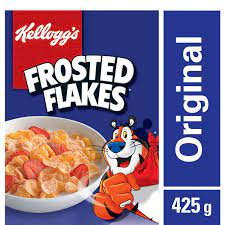 Kellogg's
FROSTED
FLAKES
Original
425 g